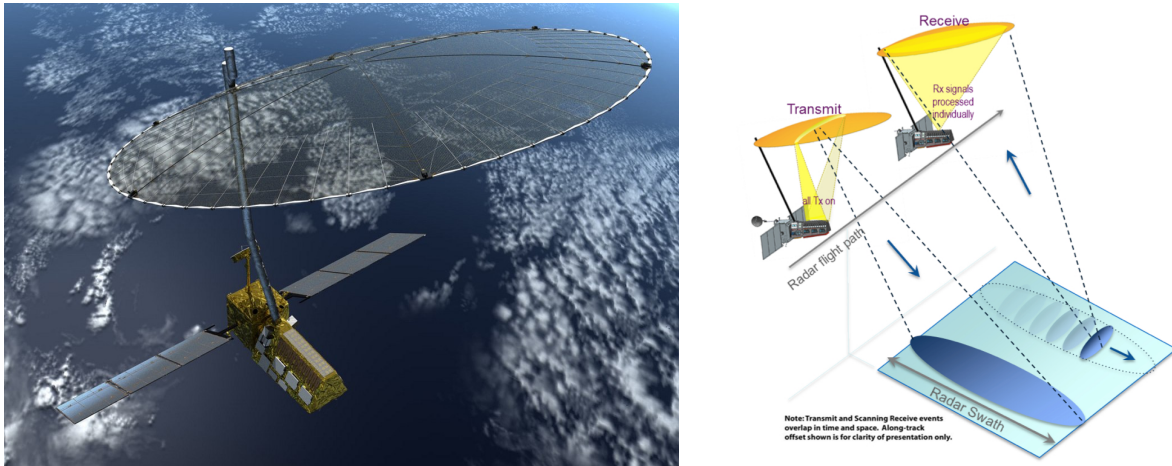 Receive
Rx signals
processed
individually
Transmit
all Tx on
Radar flight path
Radar Swath
Note: Transmit and Scanning Receive events
overlap in time and space. Along-track
offset shown is for clarity of presentation only.